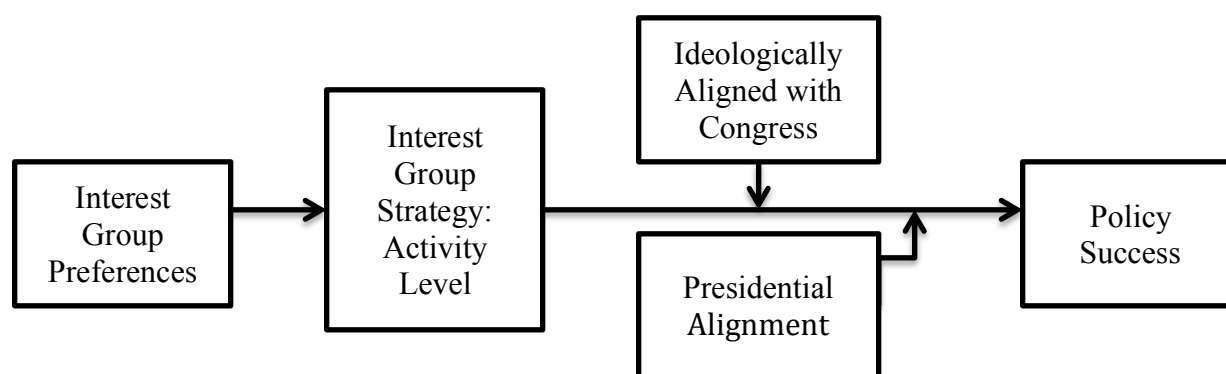 Interest
Group
Preferences
Interest
Group
Strategy:
Activity
Level
Ideologically
Aligned with
Congress
Presidential
Alignment
Policy
Success